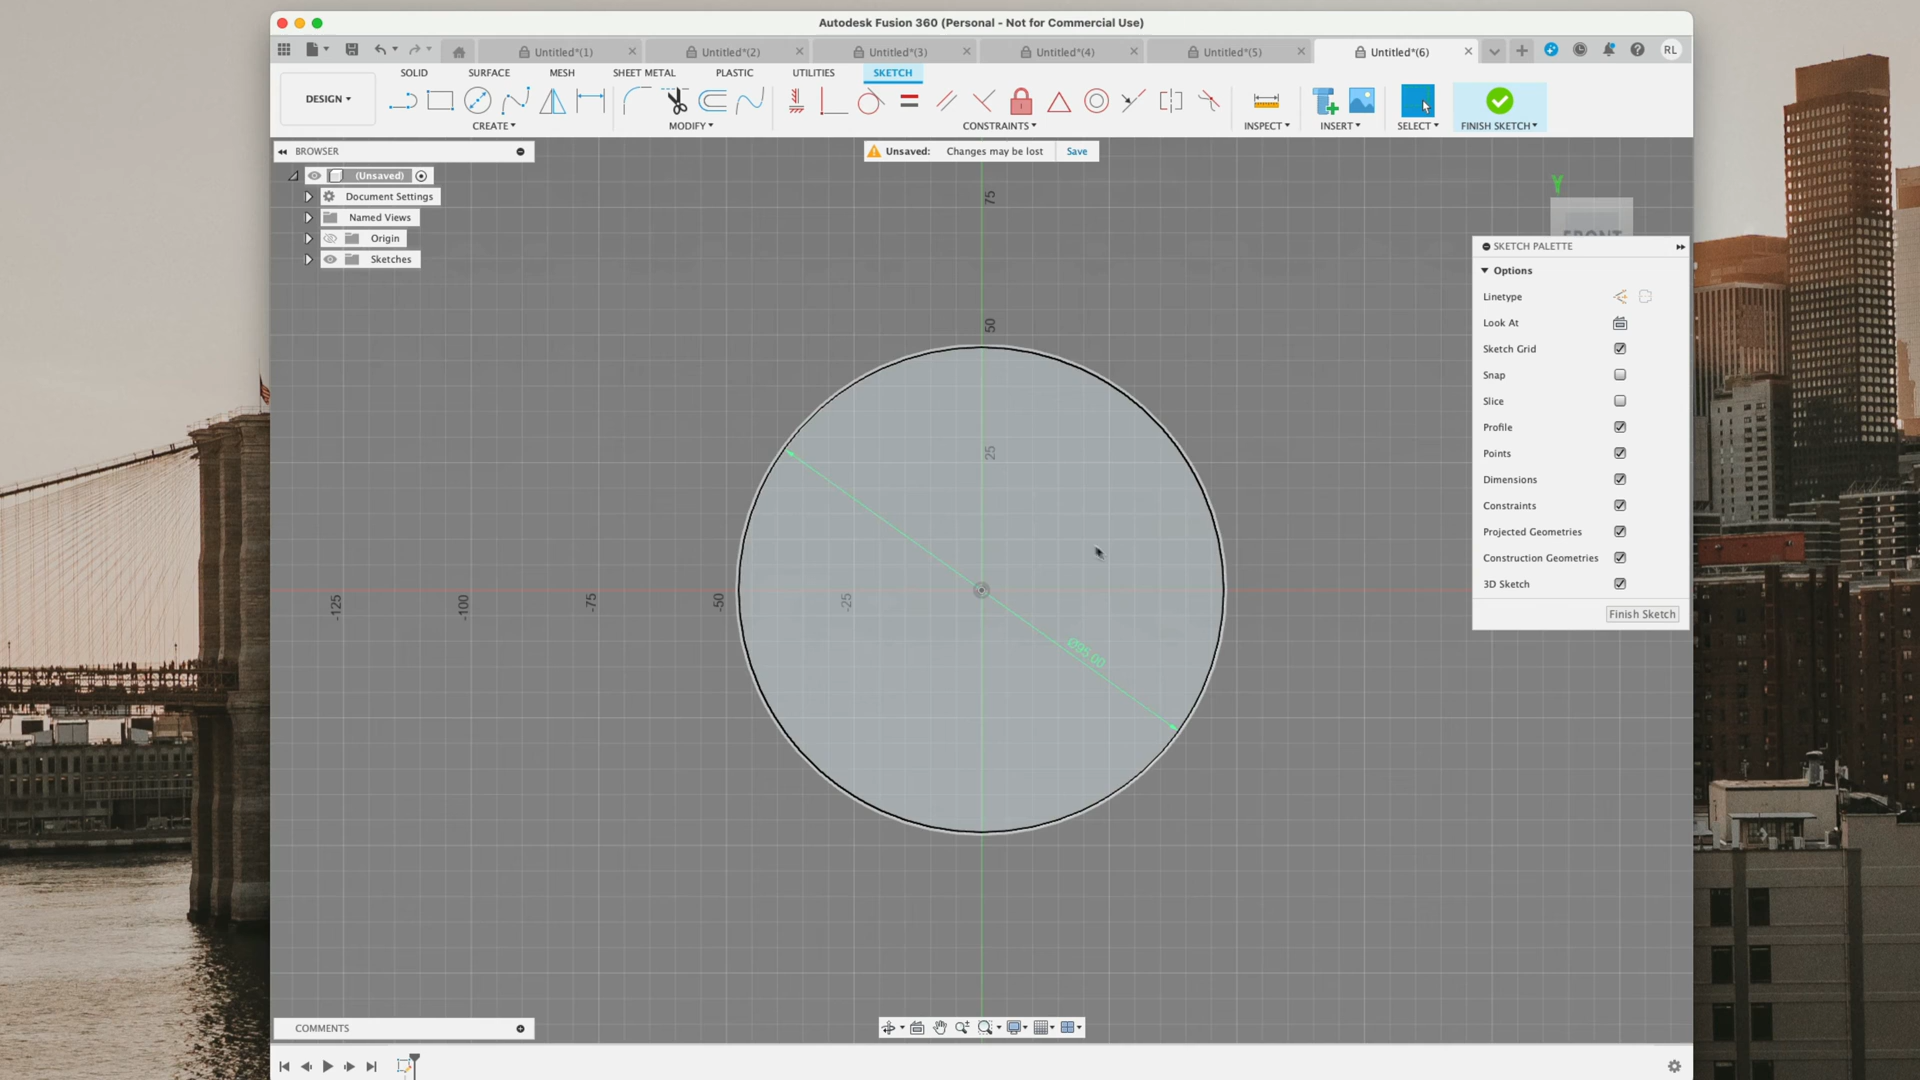 Autodesk Fusion 360 (Personal – Not for Commercial Use)
Untitled*(1)
Untitled*(2)
Untitled*(3)
Untitled*(4)
Untitled*(5)
Untitled*(6)
RL
SOLID
SURFACE
MESH
SHEET METAL
PLASTIC
UTILITIES
SKETCH
DESIGN
CREATE
MODIFY
CONSTRAINTS
INSPECT
INSERT
SELECT
FINISH SKETCH
BROWSER
Unsaved: Changes may be lost Save
(Unsaved)
Document Settings
Named Views
Origin
Sketches
Y
FRONT
75
50
25
-125
-100
-75
-50
-25
Ø95.00
SKETCH PALETTE
Options
Linetype
Look At
Sketch Grid
Snap
Slice
Profile
Points
Dimensions
Constraints
Projected Geometries
Construction Geometries
3D Sketch
Finish Sketch
COMMENTS